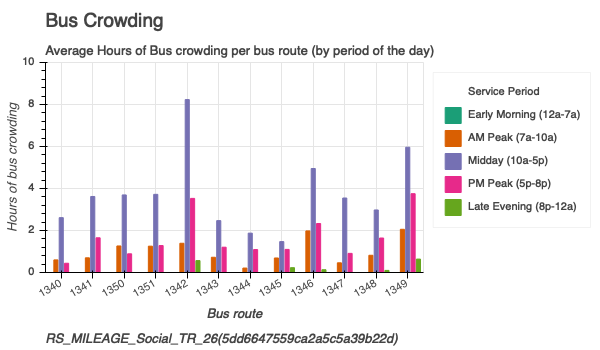 Bus Crowding
Average Hours of Bus crowding per bus route (by period of the day)
10
8
6
4
2
0
Hours of bus crowding
1340
1341
1350
1351
1342
1343
1344
1345
1346
1347
1348
1349
Bus route
Service Period
Early Morning (12a-7a)
AM Peak (7a-10a)
Midday (10a-5p)
PM Peak (5p-8p)
Late Evening (8p-12a)
RS_MILEAGE_Social_TR_26(5dd6647559ca2a5c5a39b22d)